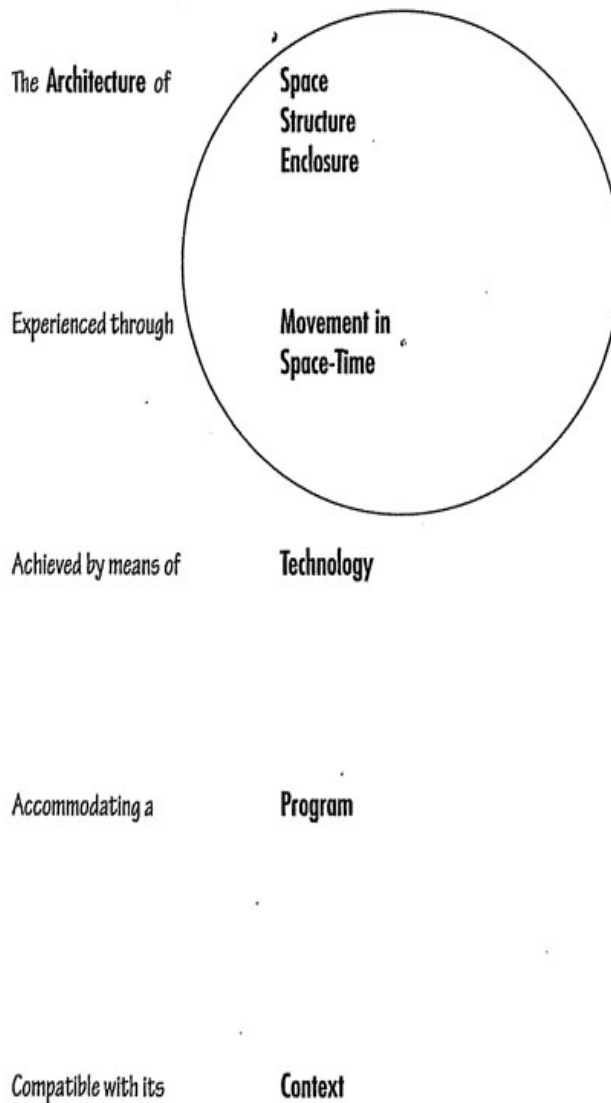 The Architecture of Space
Structure
Enclosure
Experienced through Movement in
Space-Time
Achieved by means of Technology
Accommodating a Program
Compatible with its Context